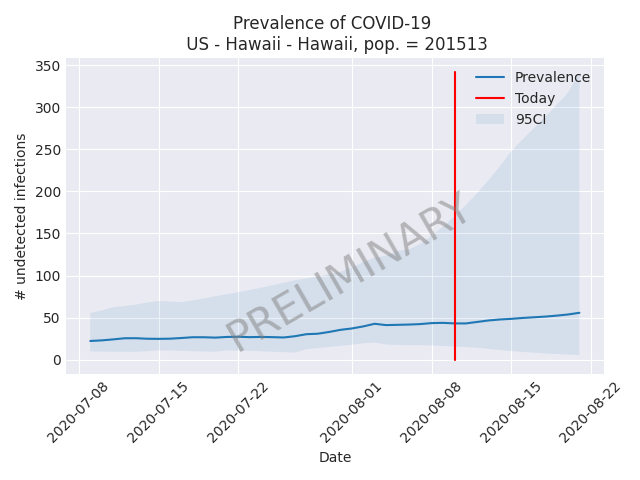 Prevalence of COVID-19
US - Hawaii - Hawaii, pop. = 201513
350
300
250
200
150
100
50
0
# undetected infections
Prevalence
Today
95CI
PRELIMINARY
2020-07-08
2020-07-15
2020-07-22
2020-08-01
2020-08-08
2020-08-15
2020-08-22
Date